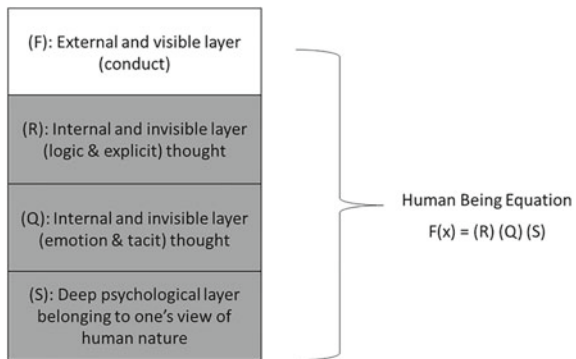 (F): External and visible layer
(conduct)
(R): Internal and invisible layer
(logic & explicit) thought
(Q): Internal and invisible layer
(emotion & tacit) thought
(S): Deep psychological layer
belonging to one's view of
human nature
Human Being Equation
F(x) = (R) (Q) (S)